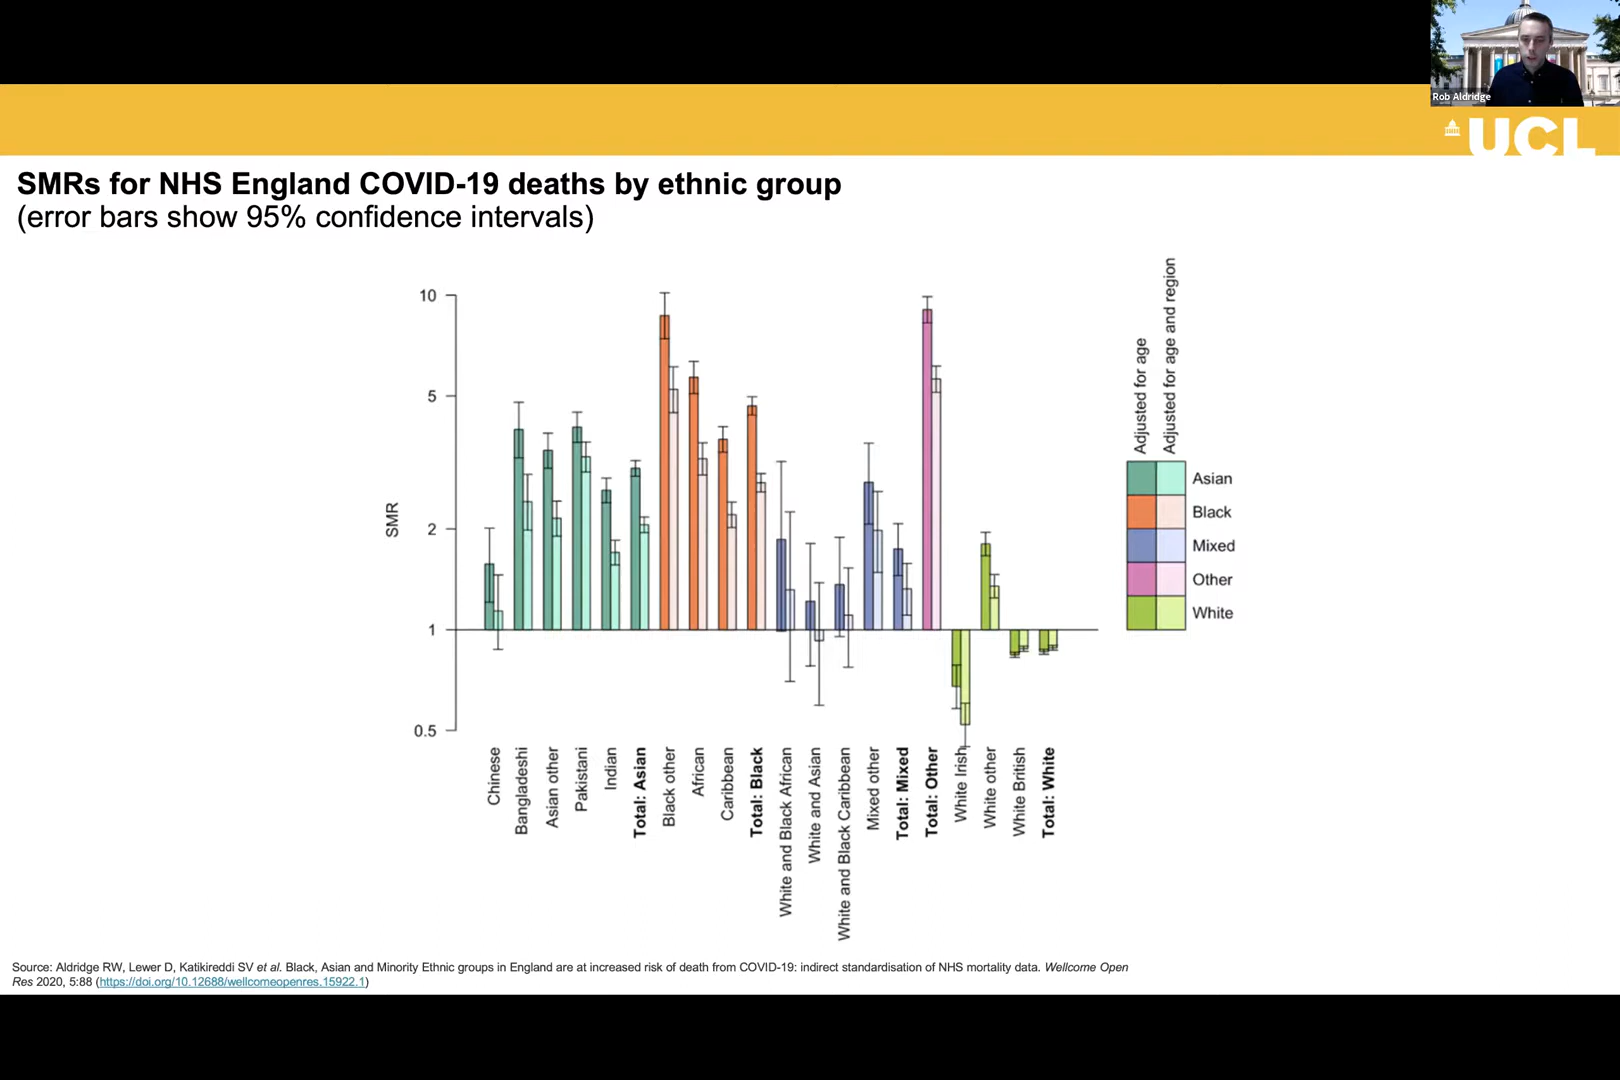 Rob Aldridge
UCL
SMRs for NHS England COVID-19 deaths by ethnic group
(error bars show 95% confidence intervals)
SMR
10
5
2
1
0.5
Chinese
Bangladeshi
Asian other
Pakistani
Indian
Total: Asian
Black other
African
Caribbean
Total: Black
White and Black African
White and Asian
White and Black Caribbean
Mixed other
Total: Mixed
Total: Other
White Irish
White other
White British
Total: White
Adjusted for age
Adjusted for age and region
Asian
Black
Mixed
Other
White
Source: Aldridge RW, Lewer D, Katikireddi SV et al. Black, Asian and Minority Ethnic groups in England are at increased risk of death from COVID-19: indirect standardisation of NHS mortality data. Wellcome Open
Res 2020, 5:88 (https://doi.org/10.12688/wellcomeopenres.15922.1)